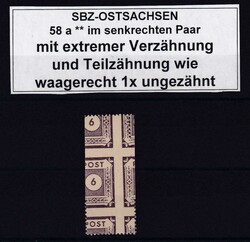 SBZ-OSTSACHSEN
58 a ** im senkrechten Paar
mit extremer Verzähnung
und Teilzähnung wie
waagerecht 1x ungezähnt
6
POST
6
POST